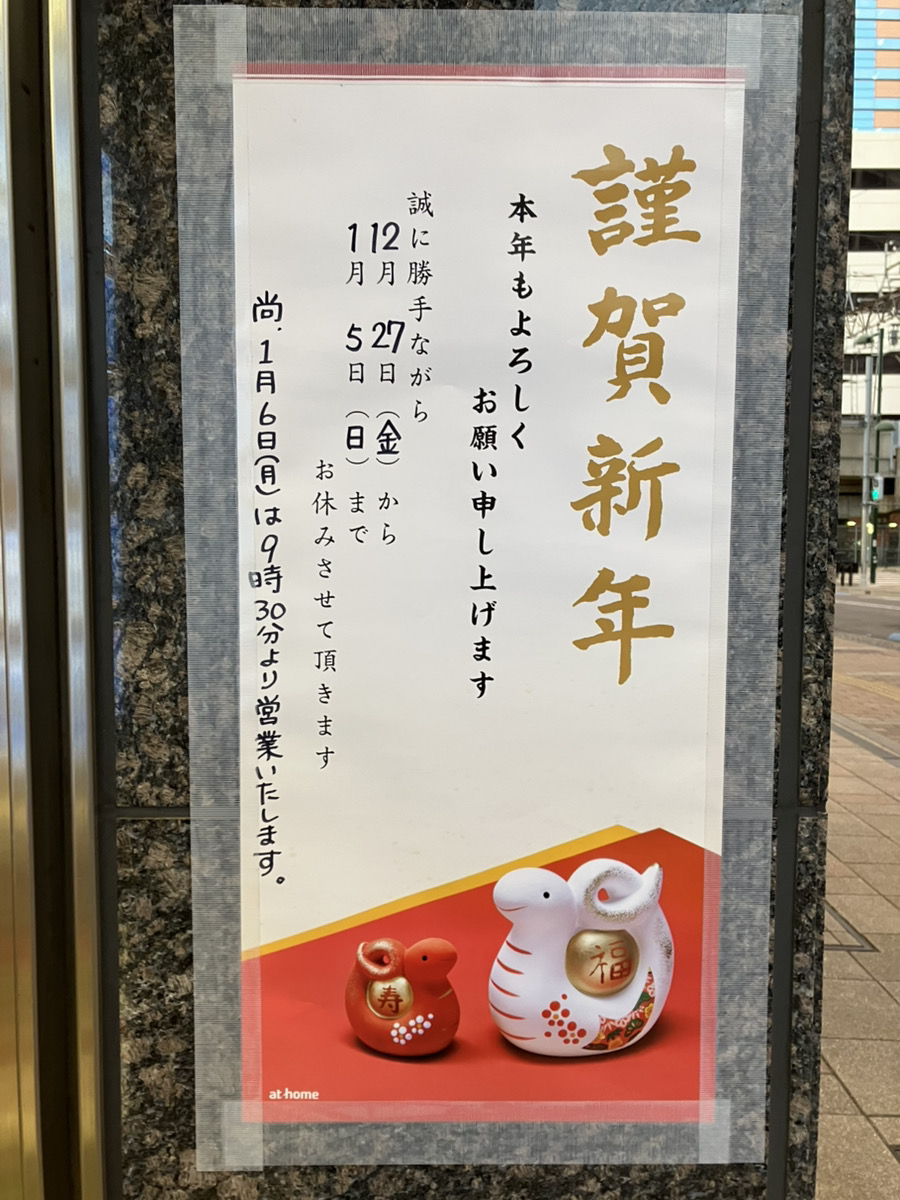 謹賀新年
本年もよろしく
お願い申し上げます
誠に勝手ながら
12月 27日（金）から
1月 5日（日）まで
お休みさせて頂きます
尚、1月6日(月)は9時30分より営業いたします。
福
寿
at home